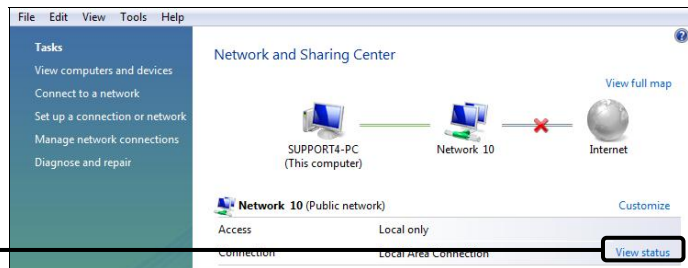 File Edit View Tools Help
Tasks
View computers and devices
Connect to a network
Set up a connection or network
Manage network connections
Diagnose and repair
Network and Sharing Center
View full map
SUPPORT4-PC
(This computer)
Network 10
Internet
Network 10 (Public network)
Customize
Access Local only
Connection Local Area Connection View status